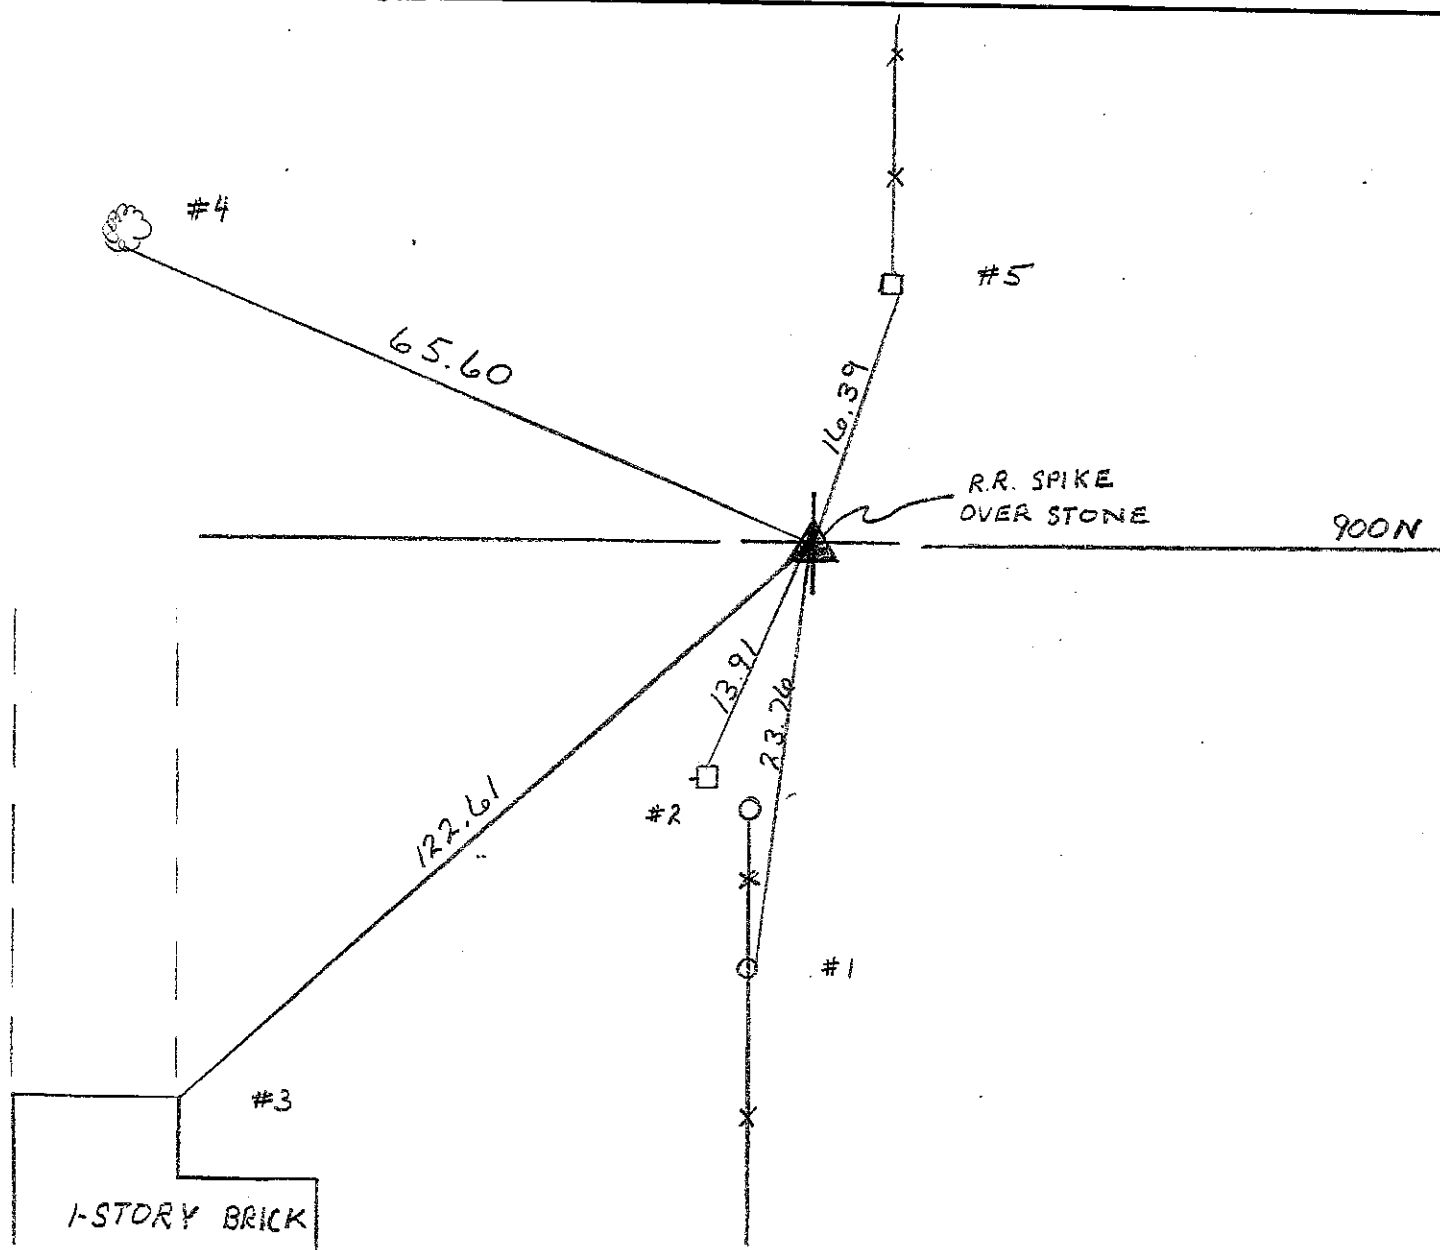 #4
#5
65.60
16.39
R.R. SPIKE
OVER STONE
900N
13.91
23.76
#2
122.61
#1
#3
1-STORY BRICK